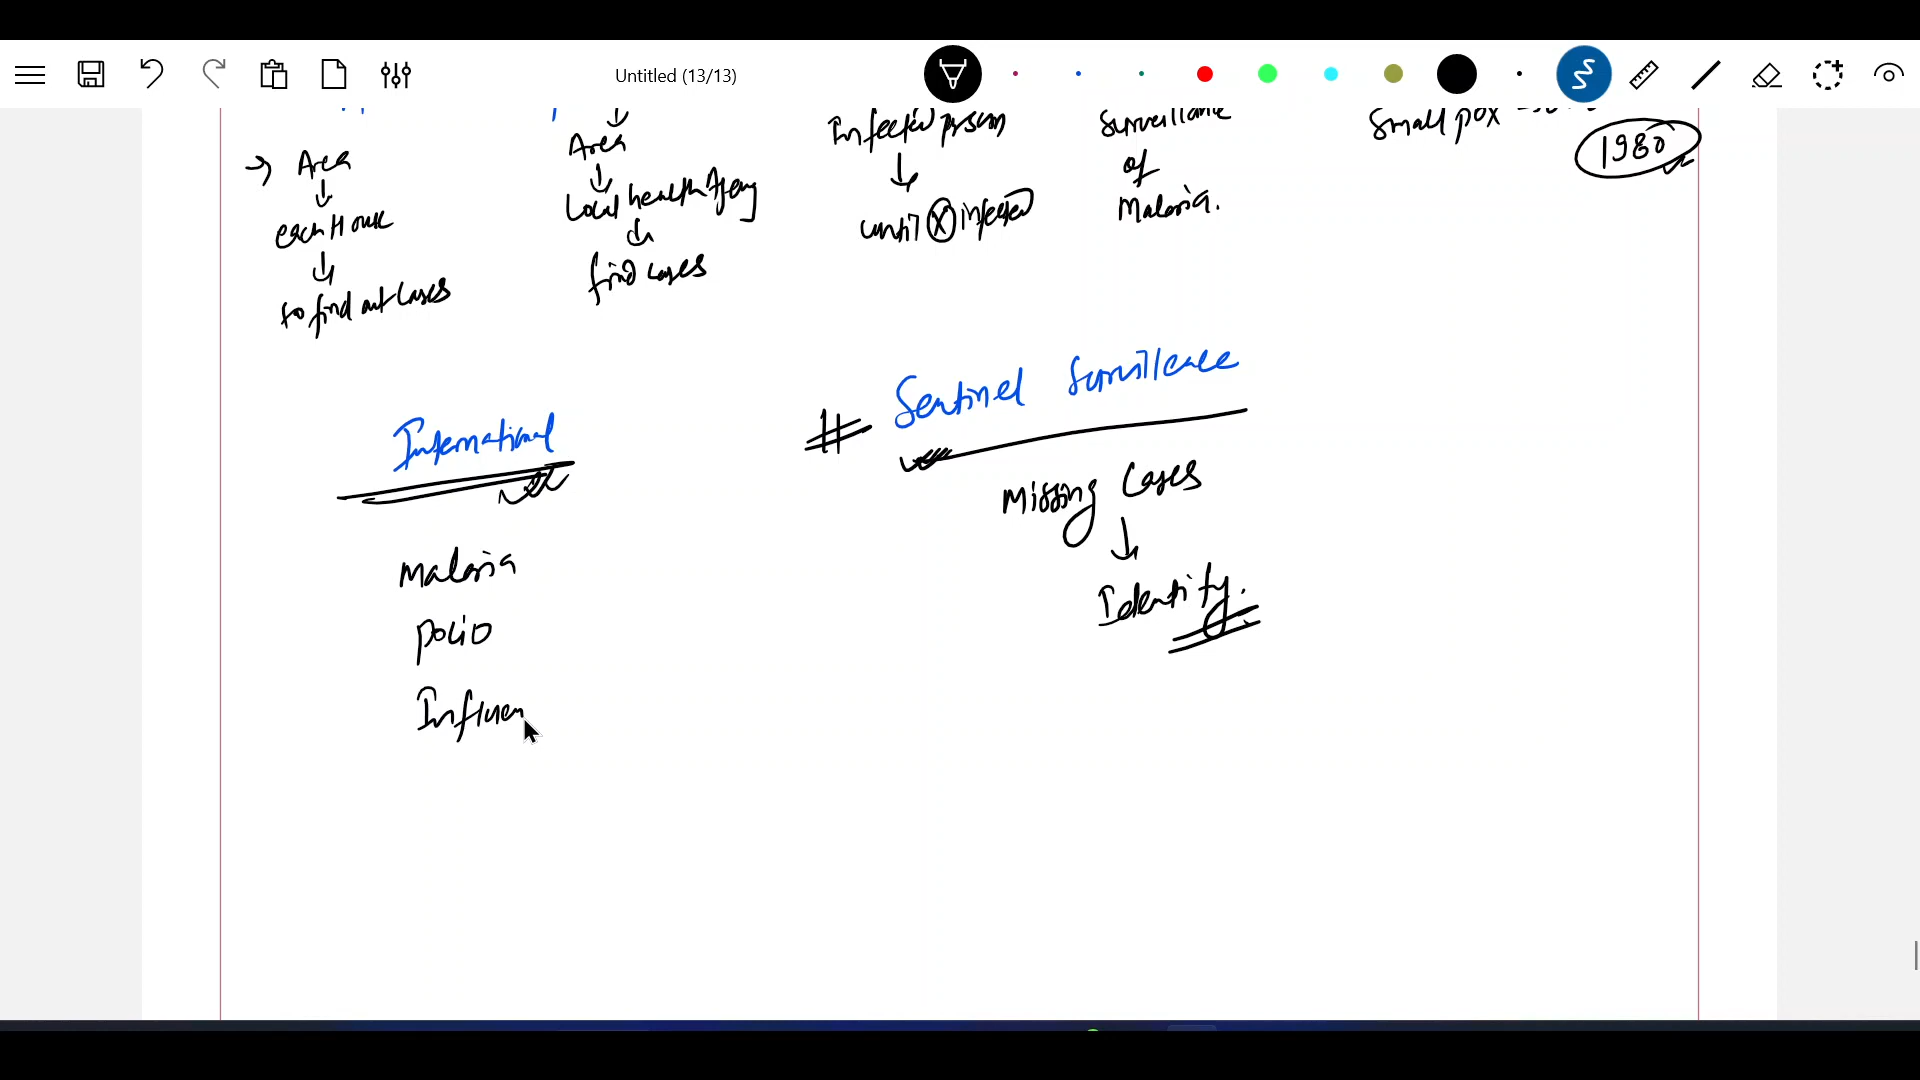 Untitled (13/13)
→ Area
↓
each House
↓
to find out cases
↓
Area
↓
Local health Agency
↓
find cases
Infected person
↓
until X infected
Surveillance
of
Malaria.
Small pox
1980
International
Malaria
polio
Influen
# Sentinel Surveillance
Missing Cases
↓
Identify.